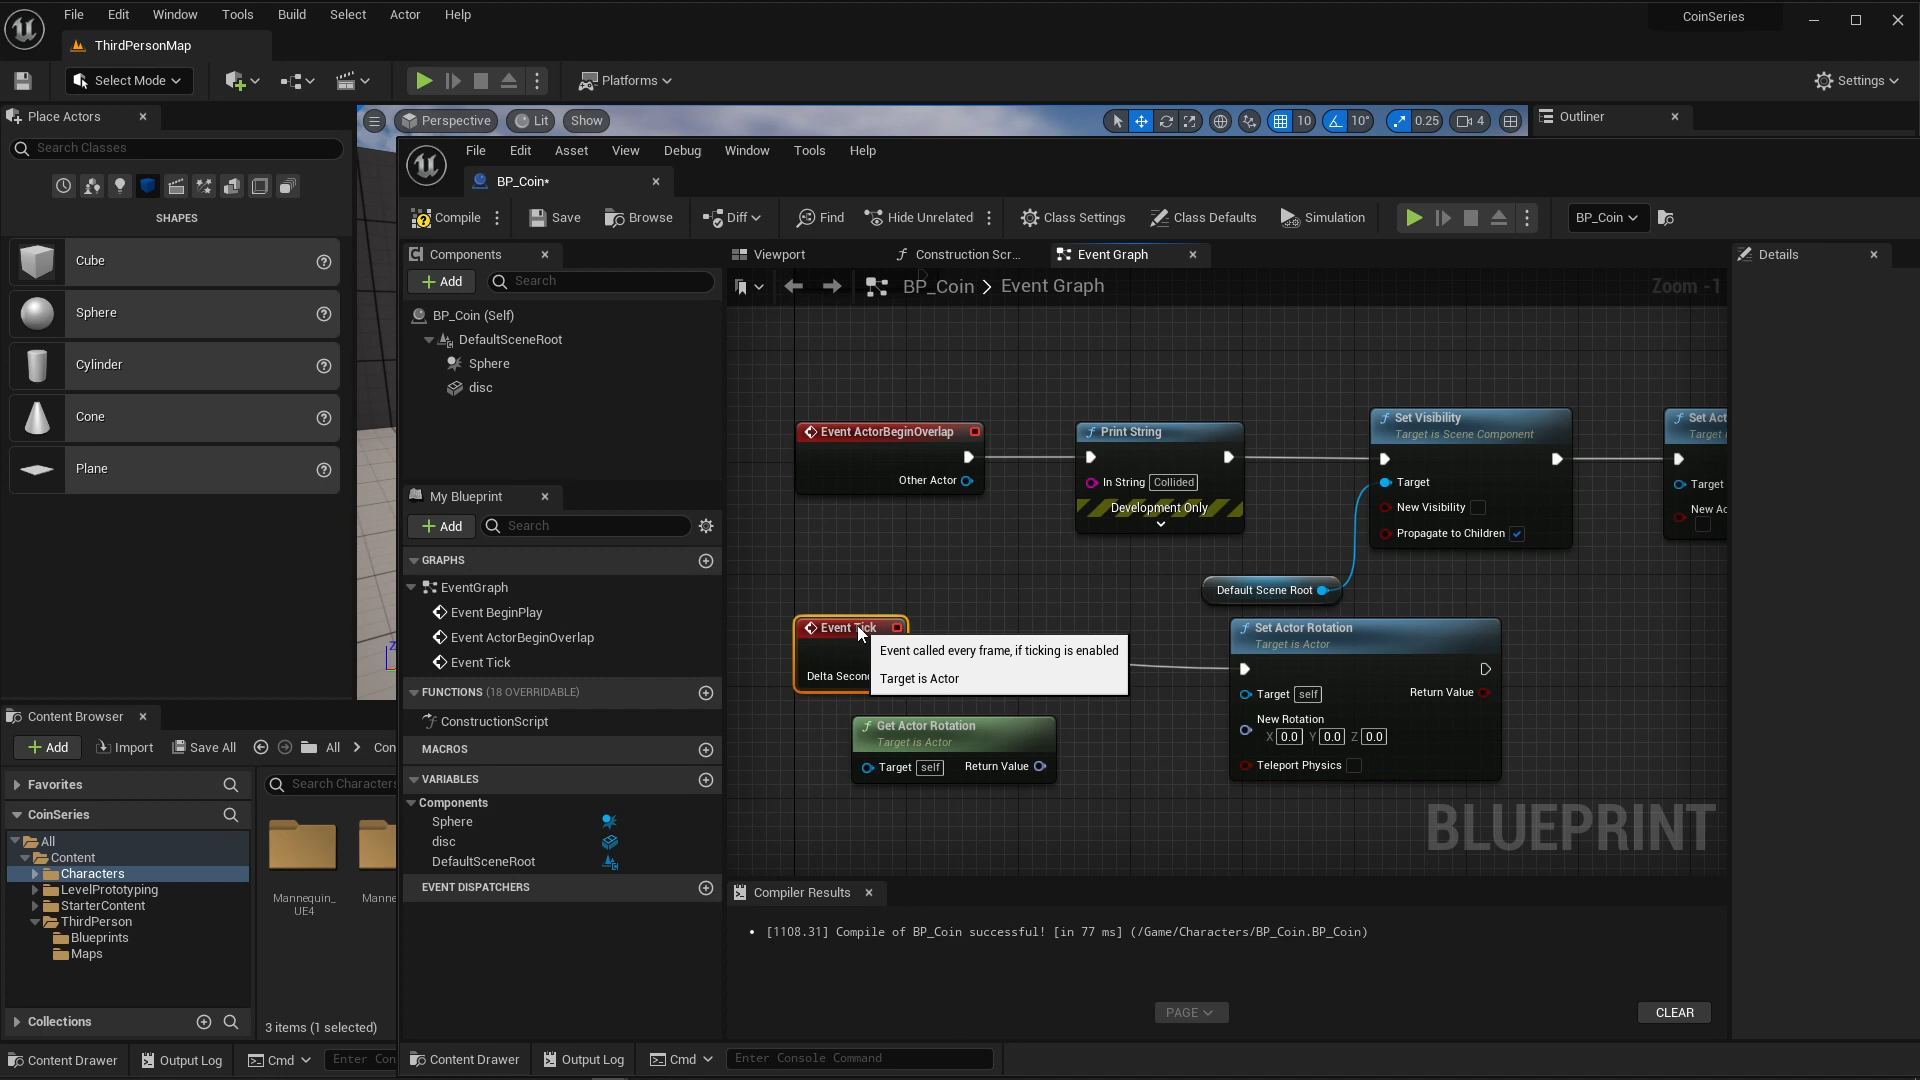 File Edit Window Tools Build Select Actor Help
CoinSeries
ThirdPersonMap
Select Mode
Platforms
Settings
Place Actors
Perspective Lit Show
10 10° 0.25 4
Outliner
Search Classes
SHAPES
Cube
Sphere
Cylinder
Cone
Plane
File Edit Asset View Debug Window Tools Help
BP_Coin*
Compile Save Browse Diff Find Hide Unrelated Class Settings Class Defaults Simulation
BP_Coin
Components
Add Search
BP_Coin (Self)
DefaultSceneRoot
Sphere
disc
My Blueprint
Add Search
GRAPHS
EventGraph
Event BeginPlay
Event ActorBeginOverlap
Event Tick
FUNCTIONS (18 OVERRIDABLE)
ConstructionScript
MACROS
VARIABLES
Components
Sphere
disc
DefaultSceneRoot
EVENT DISPATCHERS
Viewport
Construction Scr...
Event Graph
Details
BP_Coin > Event Graph
Zoom -1
Event ActorBeginOverlap
Other Actor
Print String
In String Collided
Development Only
Set Visibility
Target is Scene Component
Target
New Visibility
Propagate to Children
Set Act
Target
Target
New Ac
Default Scene Root
Event Tick
Delta Secon
Event called every frame, if ticking is enabled
Target is Actor
Get Actor Rotation
Target is Actor
Target self Return Value
Set Actor Rotation
Target is Actor
Target self Return Value
New Rotation
X 0.0 Y 0.0 Z 0.0
Teleport Physics
BLUEPRINT
Compiler Results
• [1108.31] Compile of BP_Coin successful! [in 77 ms] (/Game/Characters/BP_Coin.BP_Coin)
PAGE
CLEAR
Content Browser
Add Import Save All All > Con
Favorites
Search Characters
CoinSeries
All
Content
Characters
LevelPrototyping
StarterContent
ThirdPerson
Blueprints
Maps
Mannequin_
UE4
Manne
Collections
3 items (1 selected)
Content Drawer Output Log Cmd Enter Con
Content Drawer Output Log Cmd Enter Console Command